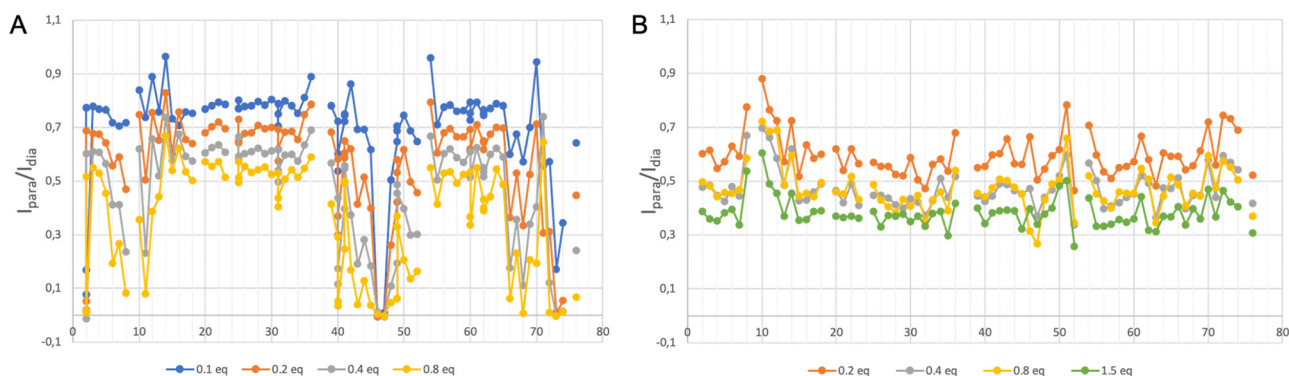 A
B
I_para/I_dia
1,1
0,9
0,7
0,5
0,3
0,1
-0,1
0 10 20 30 40 50 60 70 80
0.1 eq 0.2 eq 0.4 eq 0.8 eq
I_para/I_dia
1,1
0,9
0,7
0,5
0,3
0,1
-0,1
0 10 20 30 40 50 60 70 80
0.2 eq 0.4 eq 0.8 eq 1.5 eq